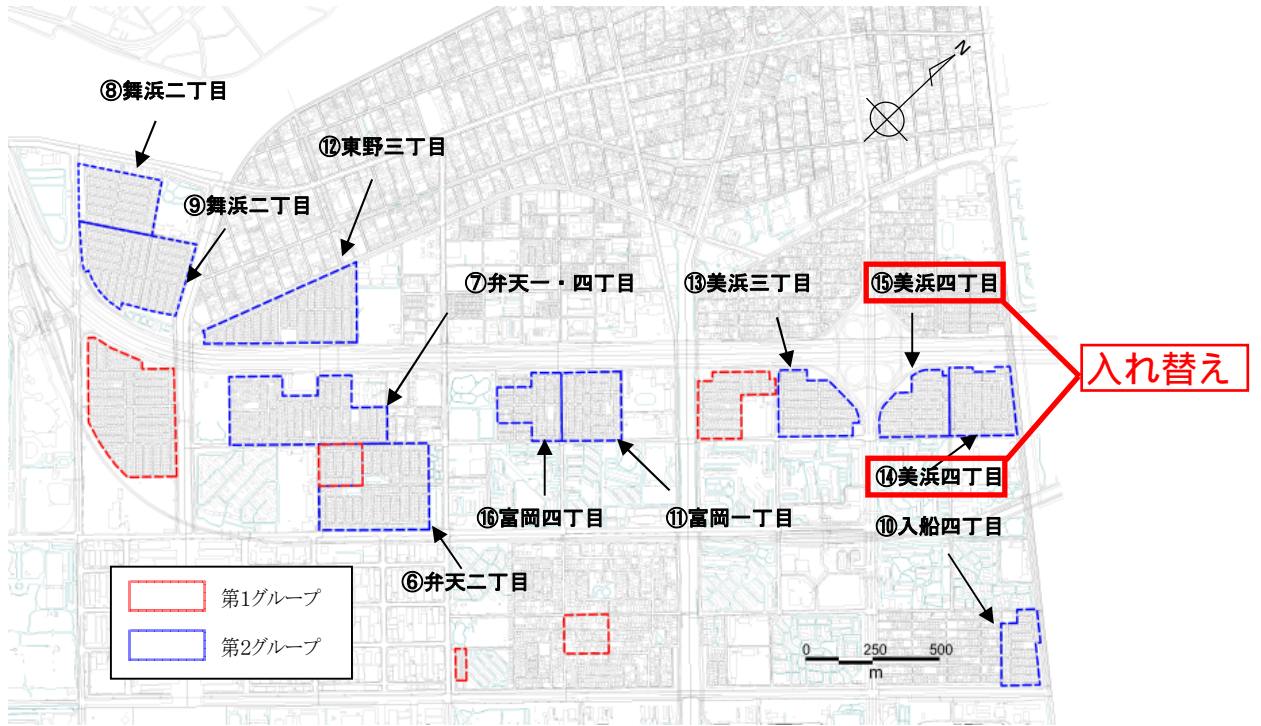 N
⑧舞浜二丁目
⑫東野三丁目
⑨舞浜二丁目
⑦弁天一・四丁目
⑬美浜三丁目
⑮美浜四丁目
入れ替え
⑭美浜四丁目
⑯富岡四丁目
⑪富岡一丁目
⑩入船四丁目
⑥弁天二丁目
第1グループ
第2グループ
0 250 500
m